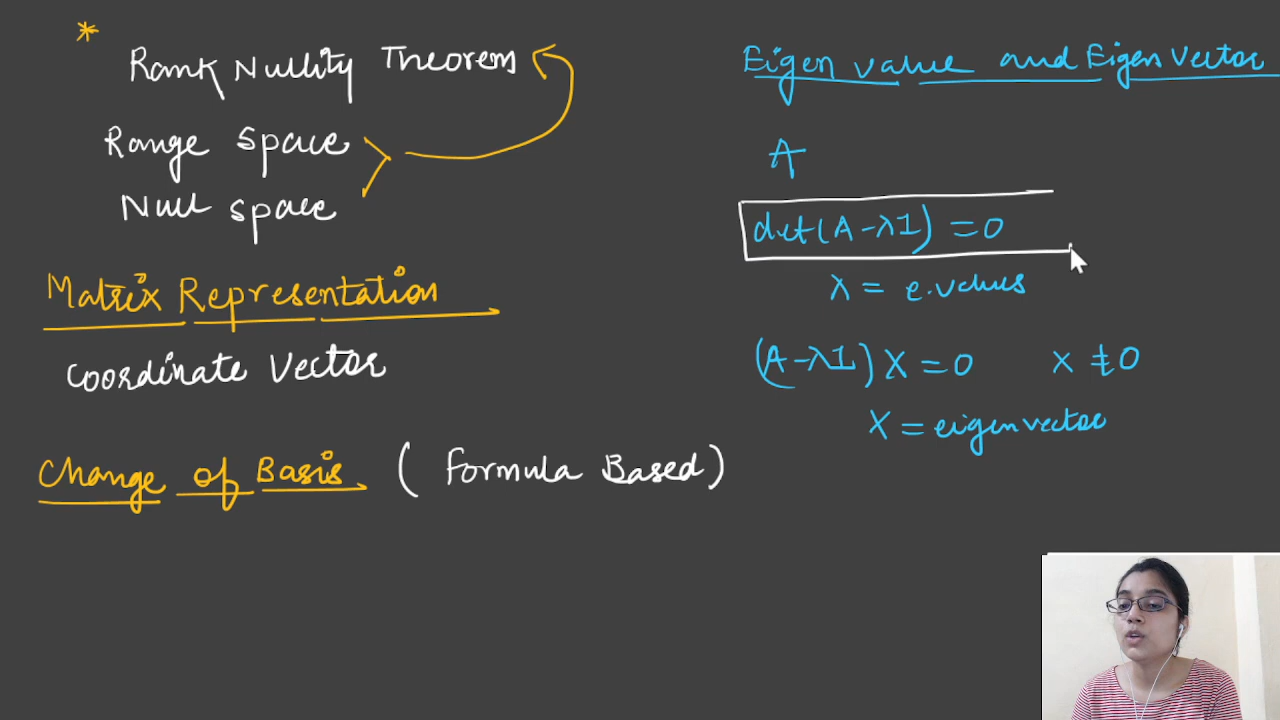 *
Rank Nullity Theorem
Range Space
Null space
Matrix Representation
Coordinate Vector
Change of Basis ( Formula Based )
Eigen value and Eigen Vector
A
det(A-λI) = 0
λ = e.values
(A-λI) X = 0 x ≠ 0
X = eigenvector